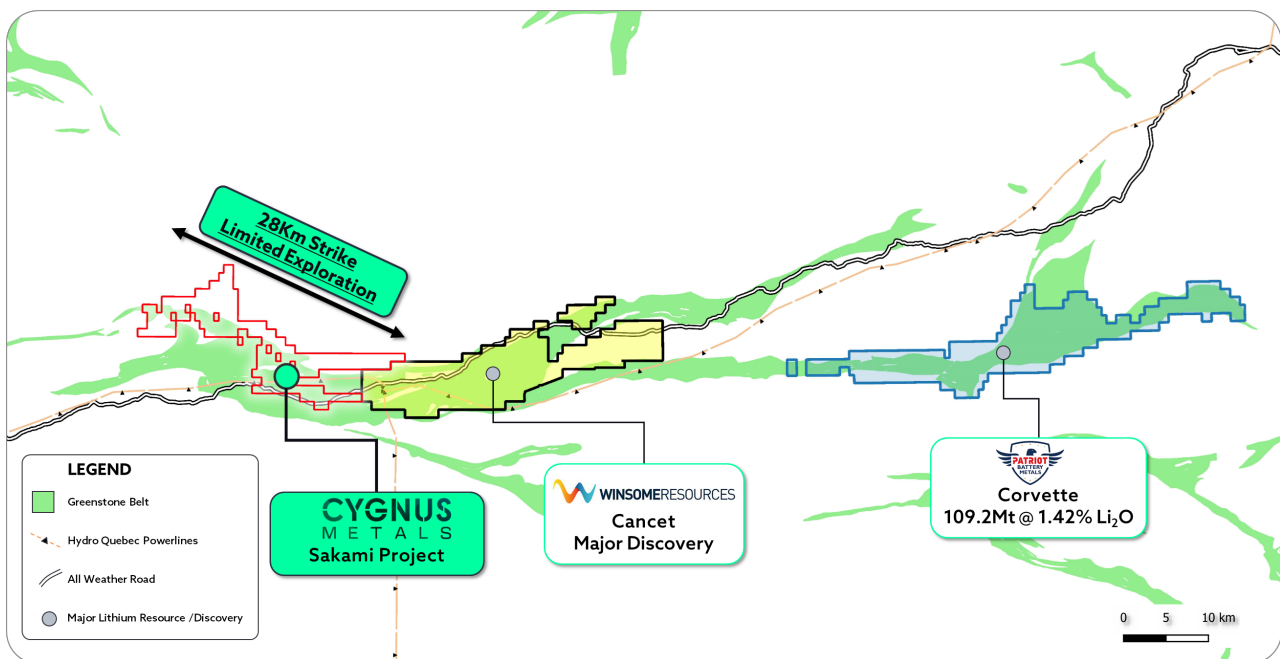 28Km Strike
Limited Exploration
LEGEND
Greenstone Belt
Hydro Quebec Powerlines
All Weather Road
Major Lithium Resource /Discovery
CYGNUS
METALS
Sakami Project
WINSOMERESOURCES
Cancet
Major Discovery
PATRIOT
BATTERY
METALS
Corvette
109.2Mt @ 1.42% Li₂O
0 5 10 km